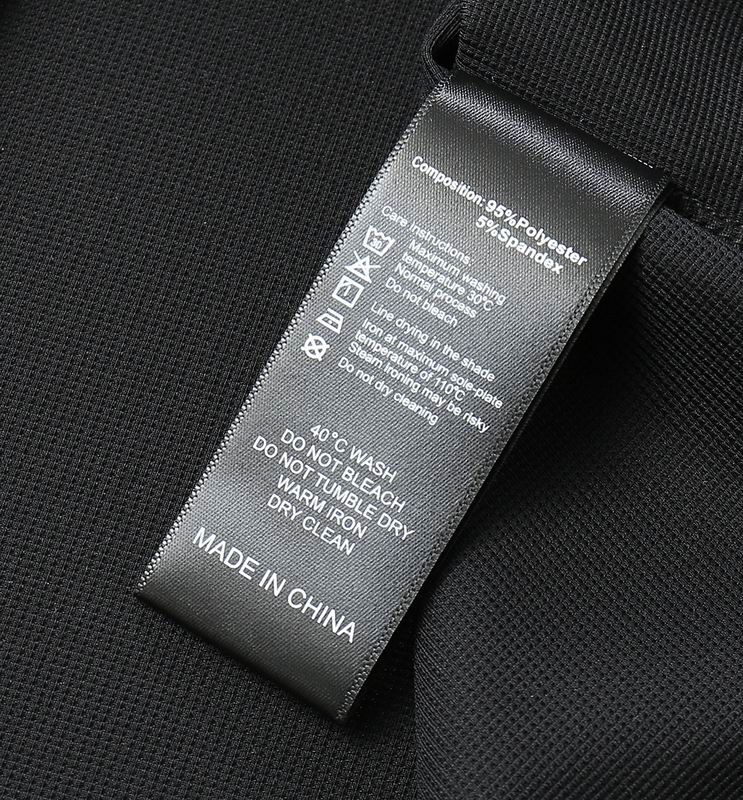 Composition: 95%Polyester
5%Spandex
Care instructions
Maximum washing
temperature 30℃
Normal process
Do not bleach
Line drying in the shade
Iron at maximum sole-plate
temperature of 110℃
Steam ironing may be risky
Do not dry cleaning
40°C WASH
DO NOT BLEACH
DO NOT TUMBLE DRY
WARM IRON
DRY CLEAN
MADE IN CHINA